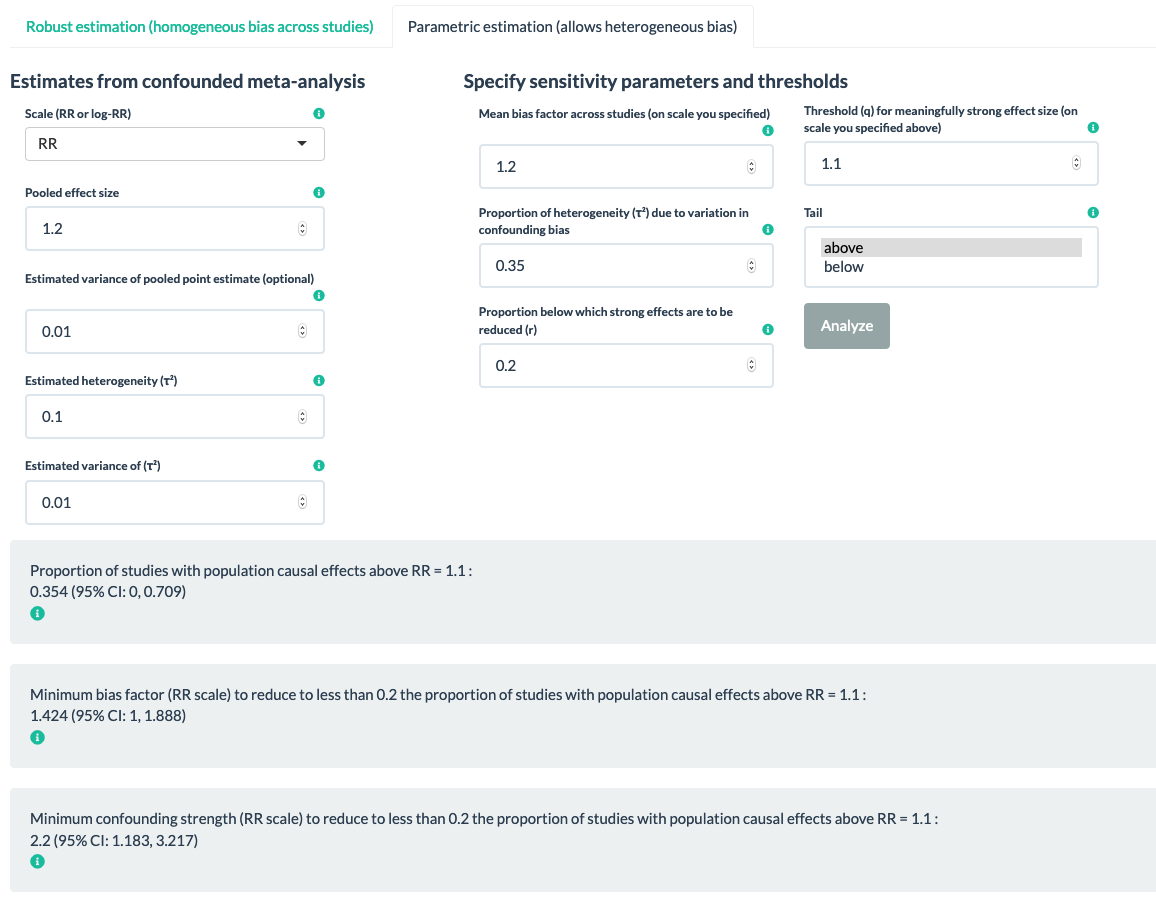 Robust estimation (homogeneous bias across studies)
Parametric estimation (allows heterogeneous bias)
Estimates from confounded meta-analysis
Scale (RR or log-RR)
RR
Pooled effect size
1.2
Estimated variance of pooled point estimate (optional)
0.01
Estimated heterogeneity (τ²)
0.1
Estimated variance of (τ²)
0.01
Specify sensitivity parameters and thresholds
Mean bias factor across studies (on scale you specified)
1.2
Proportion of heterogeneity (τ²) due to variation in
confounding bias
0.35
Proportion below which strong effects are to be
reduced (r)
0.2
Threshold (q) for meaningfully strong effect size (on
scale you specified above)
1.1
Tail
above
below
Analyze
Proportion of studies with population causal effects above RR = 1.1 :
0.354 (95% CI: 0, 0.709)
Minimum bias factor (RR scale) to reduce to less than 0.2 the proportion of studies with population causal effects above RR = 1.1 :
1.424 (95% CI: 1, 1.888)
Minimum confounding strength (RR scale) to reduce to less than 0.2 the proportion of studies with population causal effects above RR = 1.1 :
2.2 (95% CI: 1.183, 3.217)